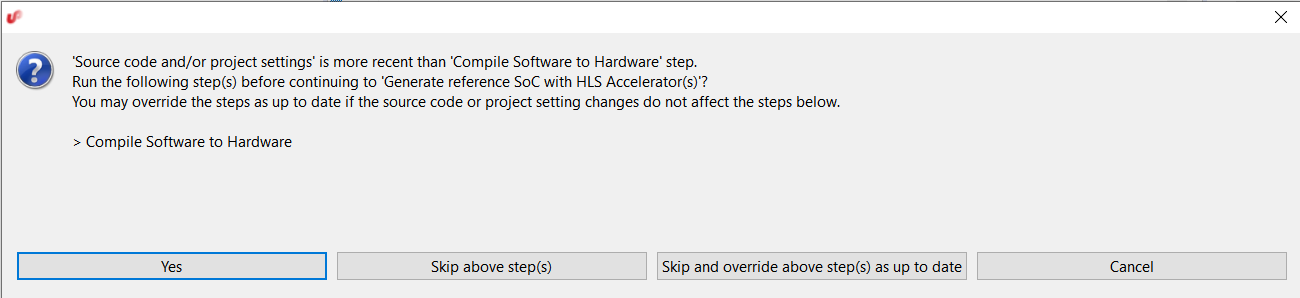 'Source code and/or project settings' is more recent than 'Compile Software to Hardware' step.
Run the following step(s) before continuing to 'Generate reference SoC with HLS Accelerator(s)'?
You may override the steps as up to date if the source code or project setting changes do not affect the steps below.
> Compile Software to Hardware
Yes
Skip above step(s)
Skip and override above step(s) as up to date
Cancel